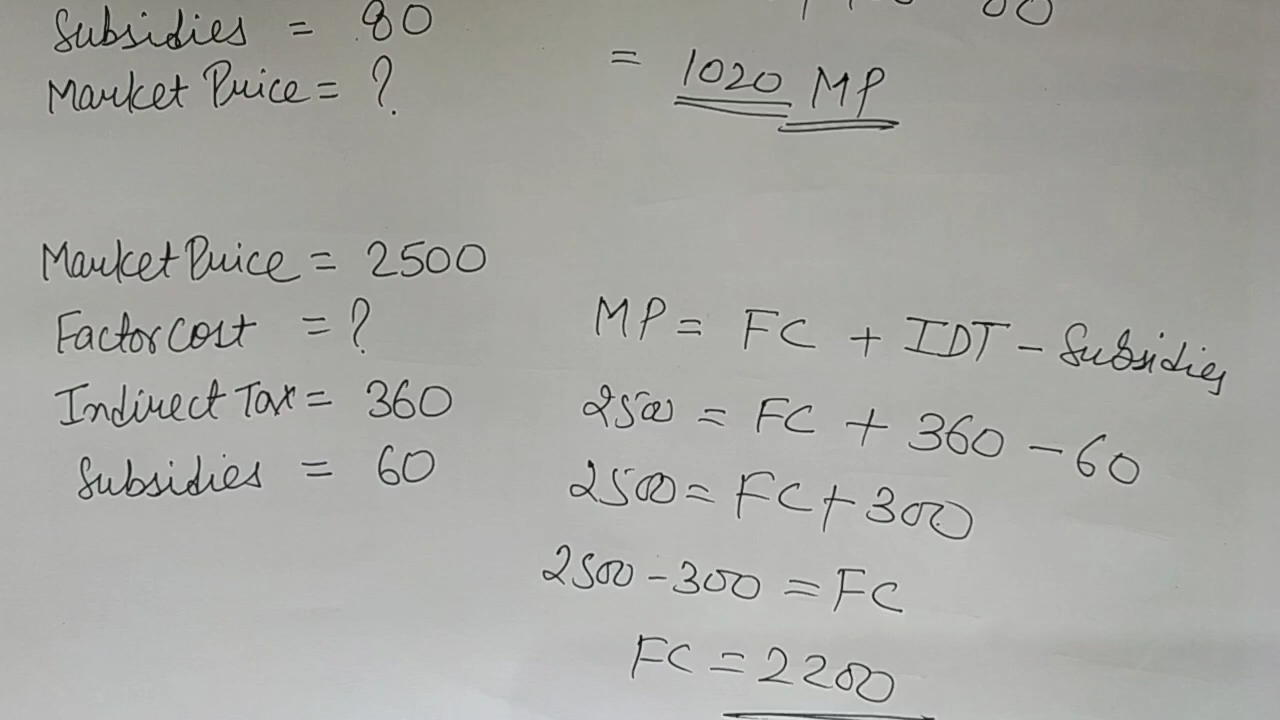 Subsidies = 80
Market Price = ?
= 1020 MP
Market Price = 2500
Factor Cost = ?
Indirect Tax = 360
Subsidies = 60
MP = FC + IDT - Subsidies
2500 = FC + 360 - 60
2500 = FC + 300
2500 - 300 = FC
FC = 2200